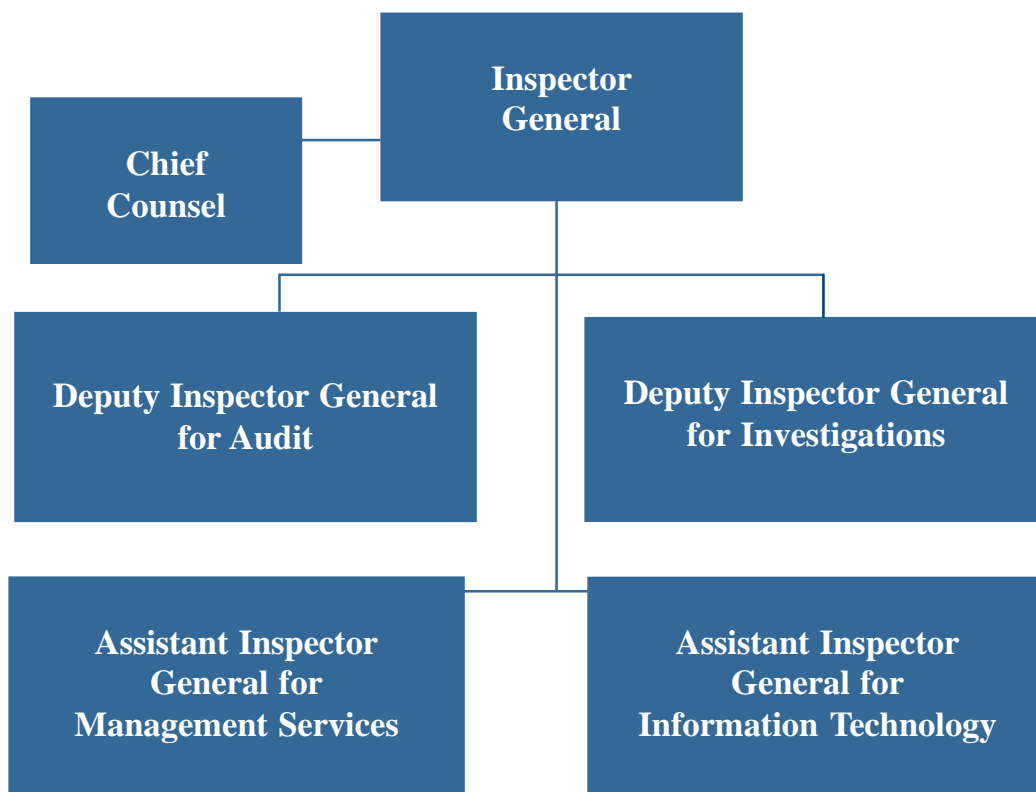 Inspector
General
Chief
Counsel
Deputy Inspector General
for Audit
Deputy Inspector General
for Investigations
Assistant Inspector
General for
Management Services
Assistant Inspector
General for
Information Technology